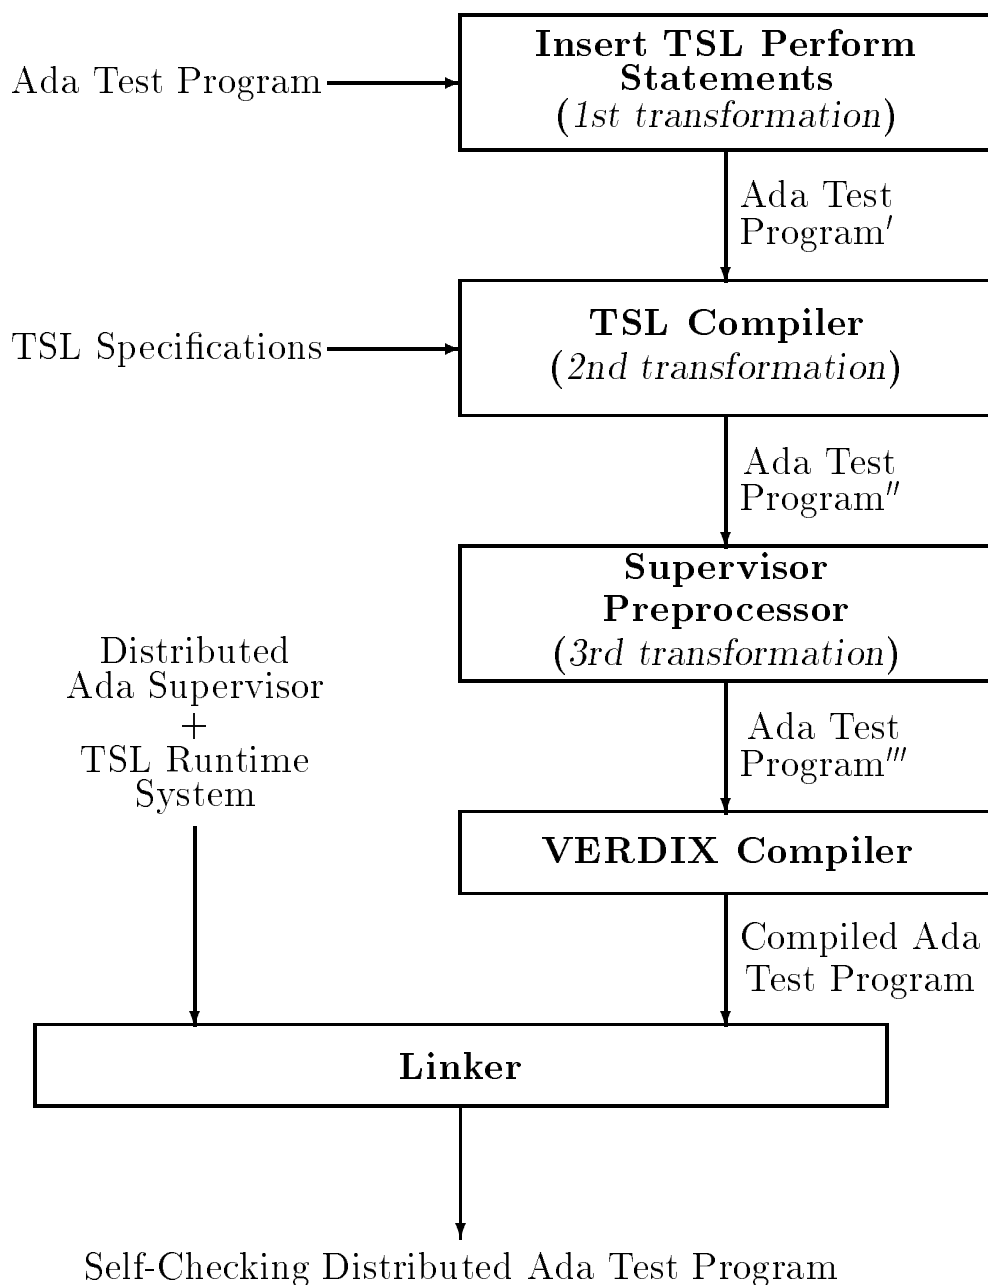 Insert TSL Perform
Statements
(1st transformation)
Ada Test Program
Ada Test
Program′
TSL Compiler
(2nd transformation)
TSL Specifications
Ada Test
Program″
Supervisor
Preprocessor
(3rd transformation)
Distributed
Ada Supervisor
+
TSL Runtime
System
Ada Test
Program‴
VERDIX Compiler
Compiled Ada
Test Program
Linker
Self-Checking Distributed Ada Test Program